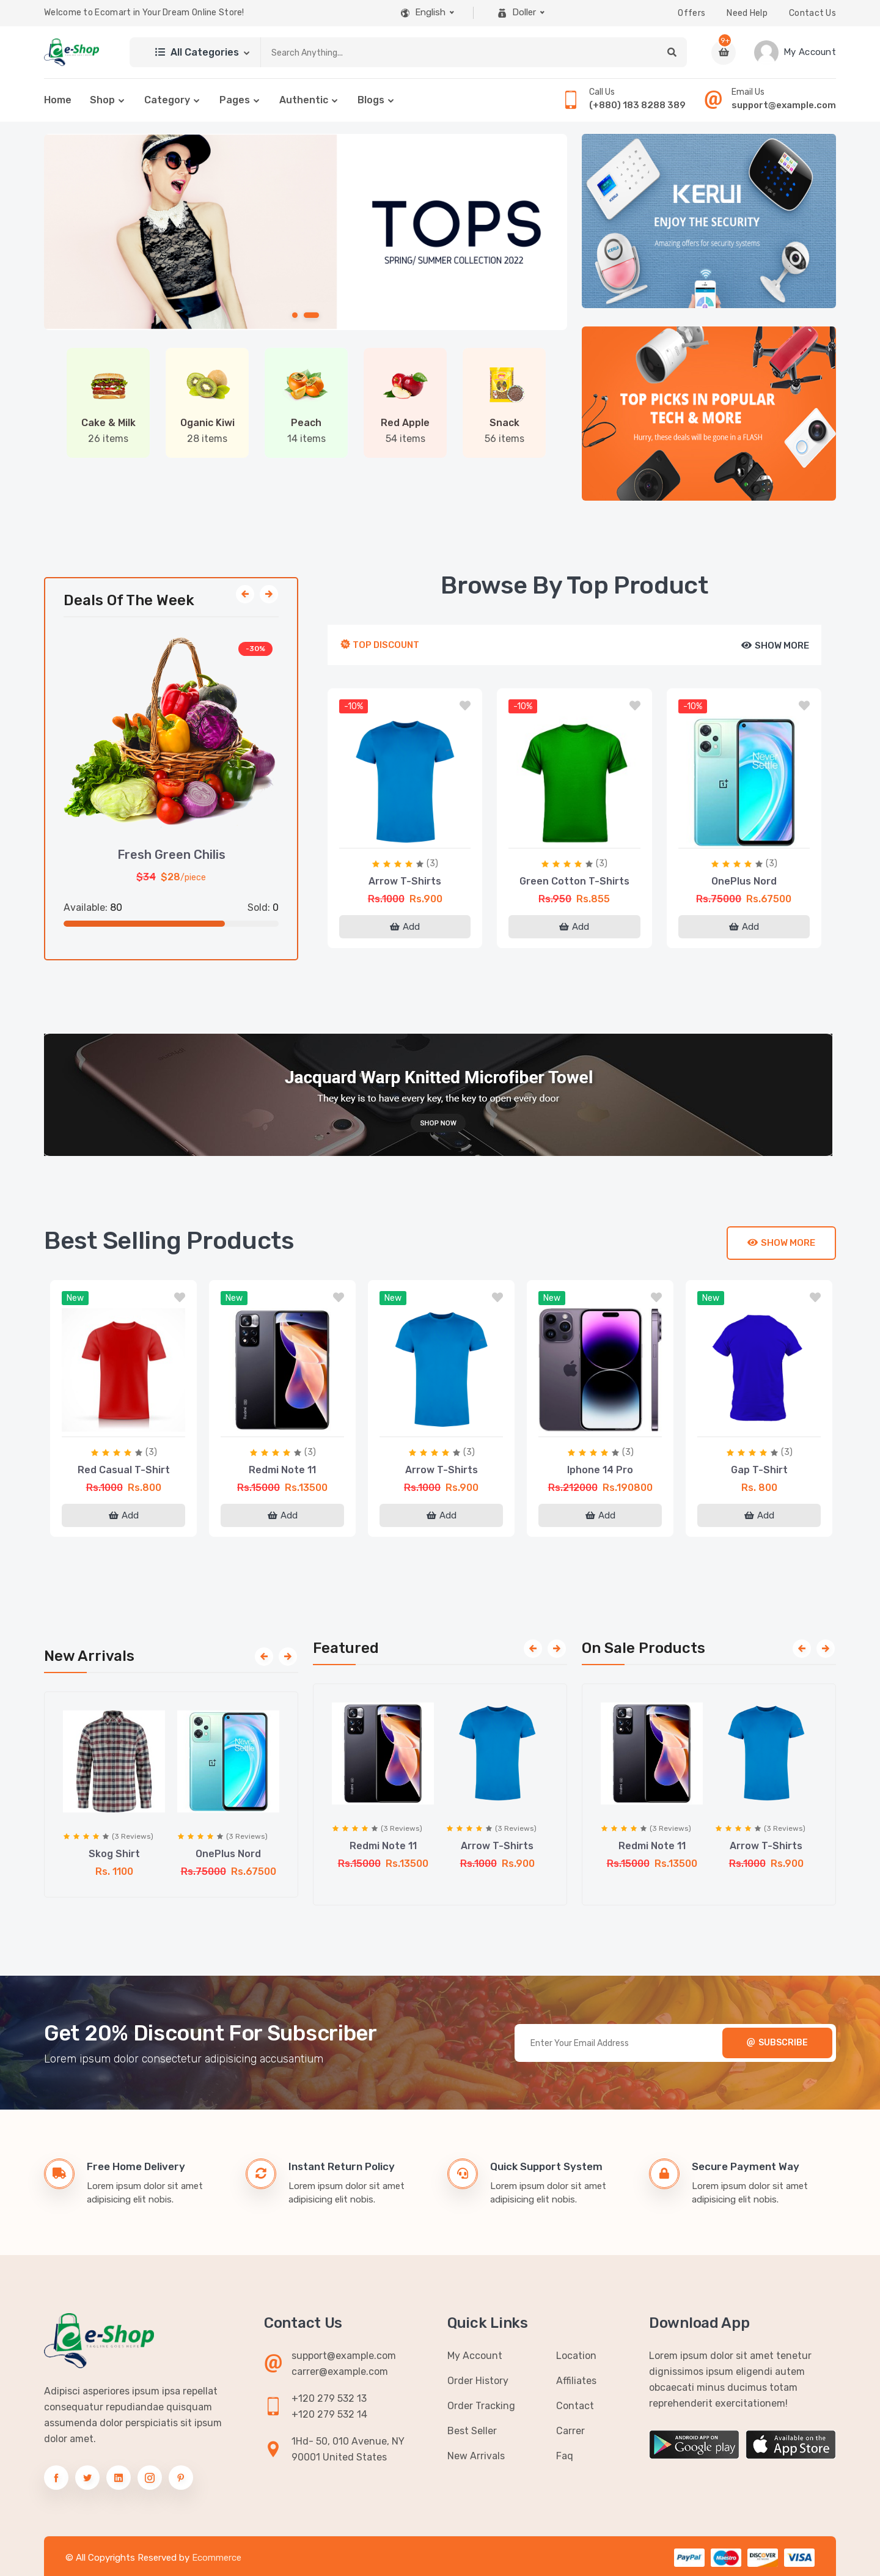 Welcome to Ecomart in Your Dream Online Store!
English
Doller
Offers
Need Help
Contact Us
e-Shop
All Categories
Search Anything...
9+
My Account
Home
Shop
Category
Pages
Authentic
Blogs
Call Us
(+880) 183 8288 389
Email Us
support@example.com
TOPS
SPRING/ SUMMER COLLECTION 2022
KERUI
ENJOY THE SECURITY
Amazing offers for security systems
TOP PICKS IN POPULAR
TECH & MORE
Hurry, these deals will be gone in a FLASH
Cake & Milk
26 items
Oganic Kiwi
28 items
Peach
14 items
Red Apple
54 items
Snack
56 items
Deals Of The Week
-30%
Fresh Green Chilis
$34 $28/piece
Available: 80
Sold: 0
Browse By Top Product
TOP DISCOUNT
SHOW MORE
-10%
(3)
Arrow T-Shirts
Rs.1000 Rs.900
Add
-10%
(3)
Green Cotton T-Shirts
Rs.950 Rs.855
Add
-10%
Never
Settle
(3)
OnePlus Nord
Rs.75000 Rs.67500
Add
Jacquard Warp Knitted Microfiber Towel
They key is to have every key, the key to open every door
SHOP NOW
Best Selling Products
SHOW MORE
New
(3)
Red Casual T-Shirt
Rs.1000 Rs.800
Add
New
(3)
Redmi Note 11
Rs.15000 Rs.13500
Add
New
(3)
Arrow T-Shirts
Rs.1000 Rs.900
Add
New
(3)
Iphone 14 Pro
Rs.212000 Rs.190800
Add
New
(3)
Gap T-Shirt
Rs. 800
Add
New Arrivals
(3 Reviews)
Skog Shirt
Rs. 1100
Never
Settle
(3 Reviews)
OnePlus Nord
Rs.75000 Rs.67500
Featured
(3 Reviews)
Redmi Note 11
Rs.15000 Rs.13500
(3 Reviews)
Arrow T-Shirts
Rs.1000 Rs.900
On Sale Products
(3 Reviews)
Redmi Note 11
Rs.15000 Rs.13500
(3 Reviews)
Arrow T-Shirts
Rs.1000 Rs.900
Get 20% Discount For Subscriber
Lorem ipsum dolor consectetur adipisicing accusantium
Enter Your Email Address
@ SUBSCRIBE
Free Home Delivery
Lorem ipsum dolor sit amet
adipisicing elit nobis.
Instant Return Policy
Lorem ipsum dolor sit amet
adipisicing elit nobis.
Quick Support System
Lorem ipsum dolor sit amet
adipisicing elit nobis.
Secure Payment Way
Lorem ipsum dolor sit amet
adipisicing elit nobis.
e-Shop
TAGLINE GOES HERE
Adipisci asperiores ipsum ipsa repellat
consequatur repudiandae quisquam
assumenda dolor perspiciatis sit ipsum
dolor amet.
Contact Us
support@example.com
carrer@example.com
+120 279 532 13
+120 279 532 14
1Hd- 50, 010 Avenue, NY
90001 United States
Quick Links
My Account
Order History
Order Tracking
Best Seller
New Arrivals
Location
Affiliates
Contact
Carrer
Faq
Download App
Lorem ipsum dolor sit amet tenetur
dignissimos ipsum eligendi autem
obcaecati minus ducimus totam
reprehenderit exercitationem!
ANDROID APP ON
Google play
Available on the
App Store
© All Copyrights Reserved by Ecommerce
PayPal
Maestro
DISCOVER
VISA